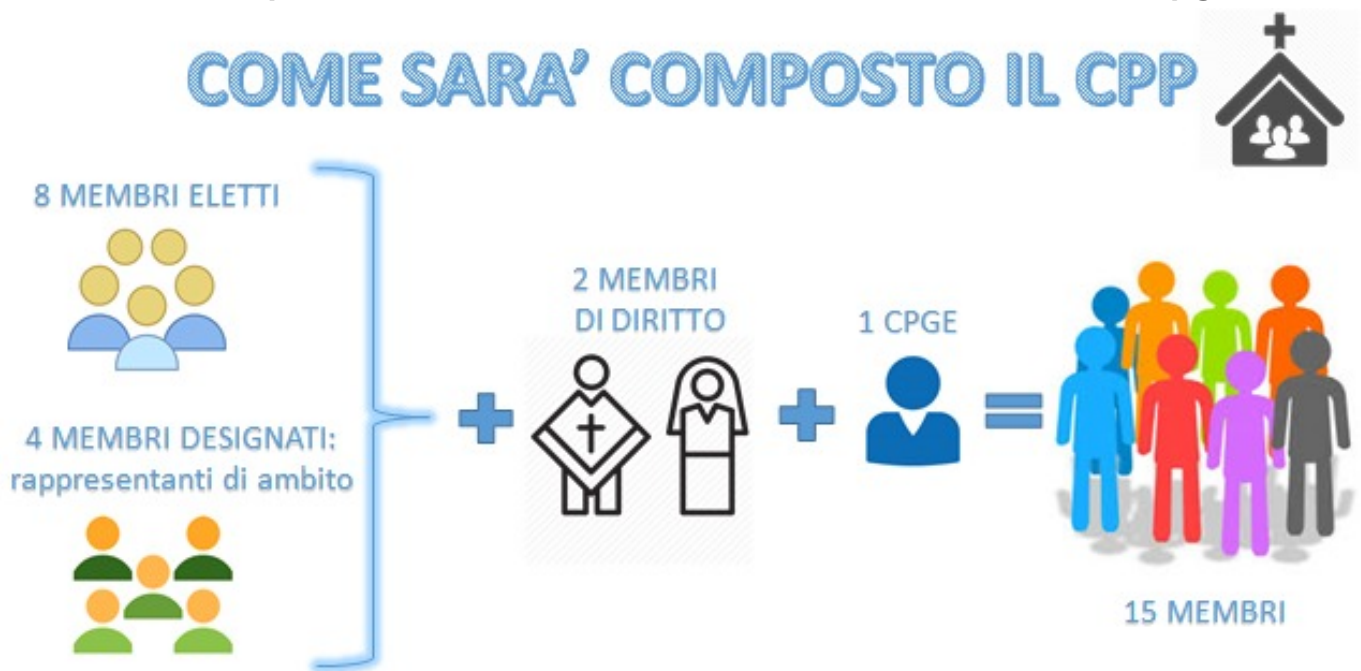 COME SARA' COMPOSTO IL CPP
8 MEMBRI ELETTI
4 MEMBRI DESIGNATI:
rappresentanti di ambito
2 MEMBRI
DI DIRITTO
1 CPGE
15 MEMBRI